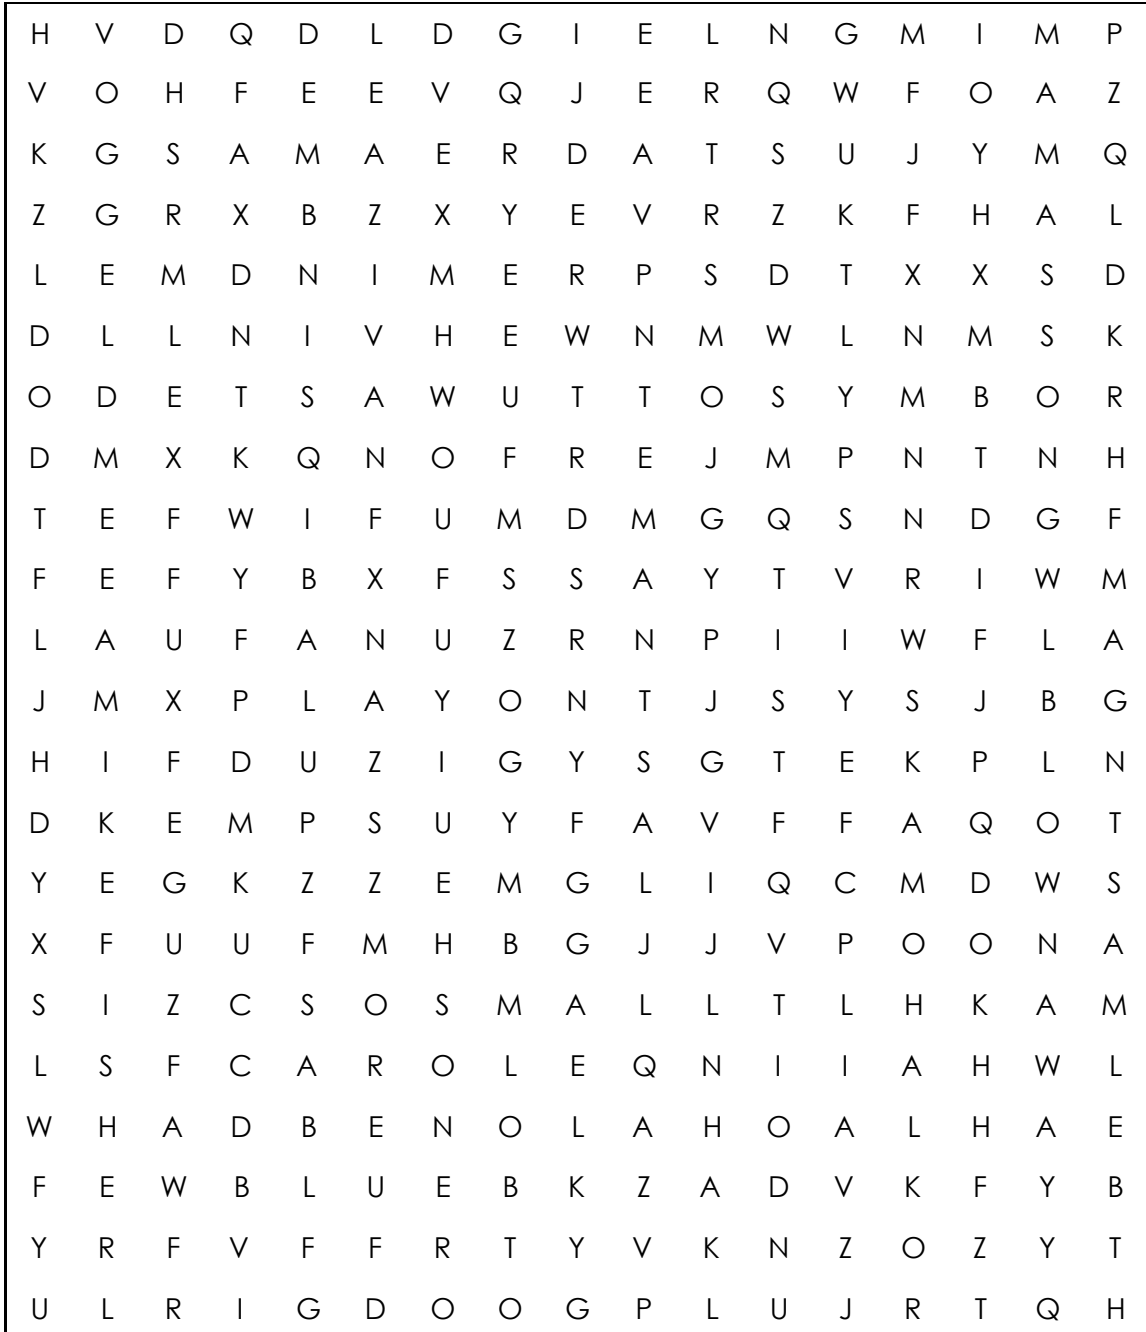 H V D Q D L D G I E L N G M I M P
V O H F E E V Q J E R Q W F O A Z
K G S A M A E R D A T S U J Y M Q
Z G R X B Z X Y E V R Z K F H A L
L E M D N I M E R P S D T X X S D
D L L N I V H E W N M W L N M S K
O D E T S A W U T T O S Y M B O R
D M X K Q N O F R E J M P N T N H
T E F W I F U M D M G Q S N D G F
F E F Y B X F S S A Y T V R I W M
L A U F A N U Z R N P I I W F L A
J M X P L A Y O N T J S Y S J B G
H I F D U Z I G Y S G T E K P L N
D K E M P S U Y F A V F F A Q O T
Y E G K Z Z E M G L I Q C M D W S
X F U U F M H B G J J V P O O N A
S I Z C S O S M A L L T L H K A M
L S F C A R O L E Q N I I A H W L
W H A D B E N O L A H O A L H A E
F E W B L U E B K Z A D V K F Y B
Y R F V F F R T Y V K N Z O Z Y T
U L R I G D O O G P L U J R T Q H